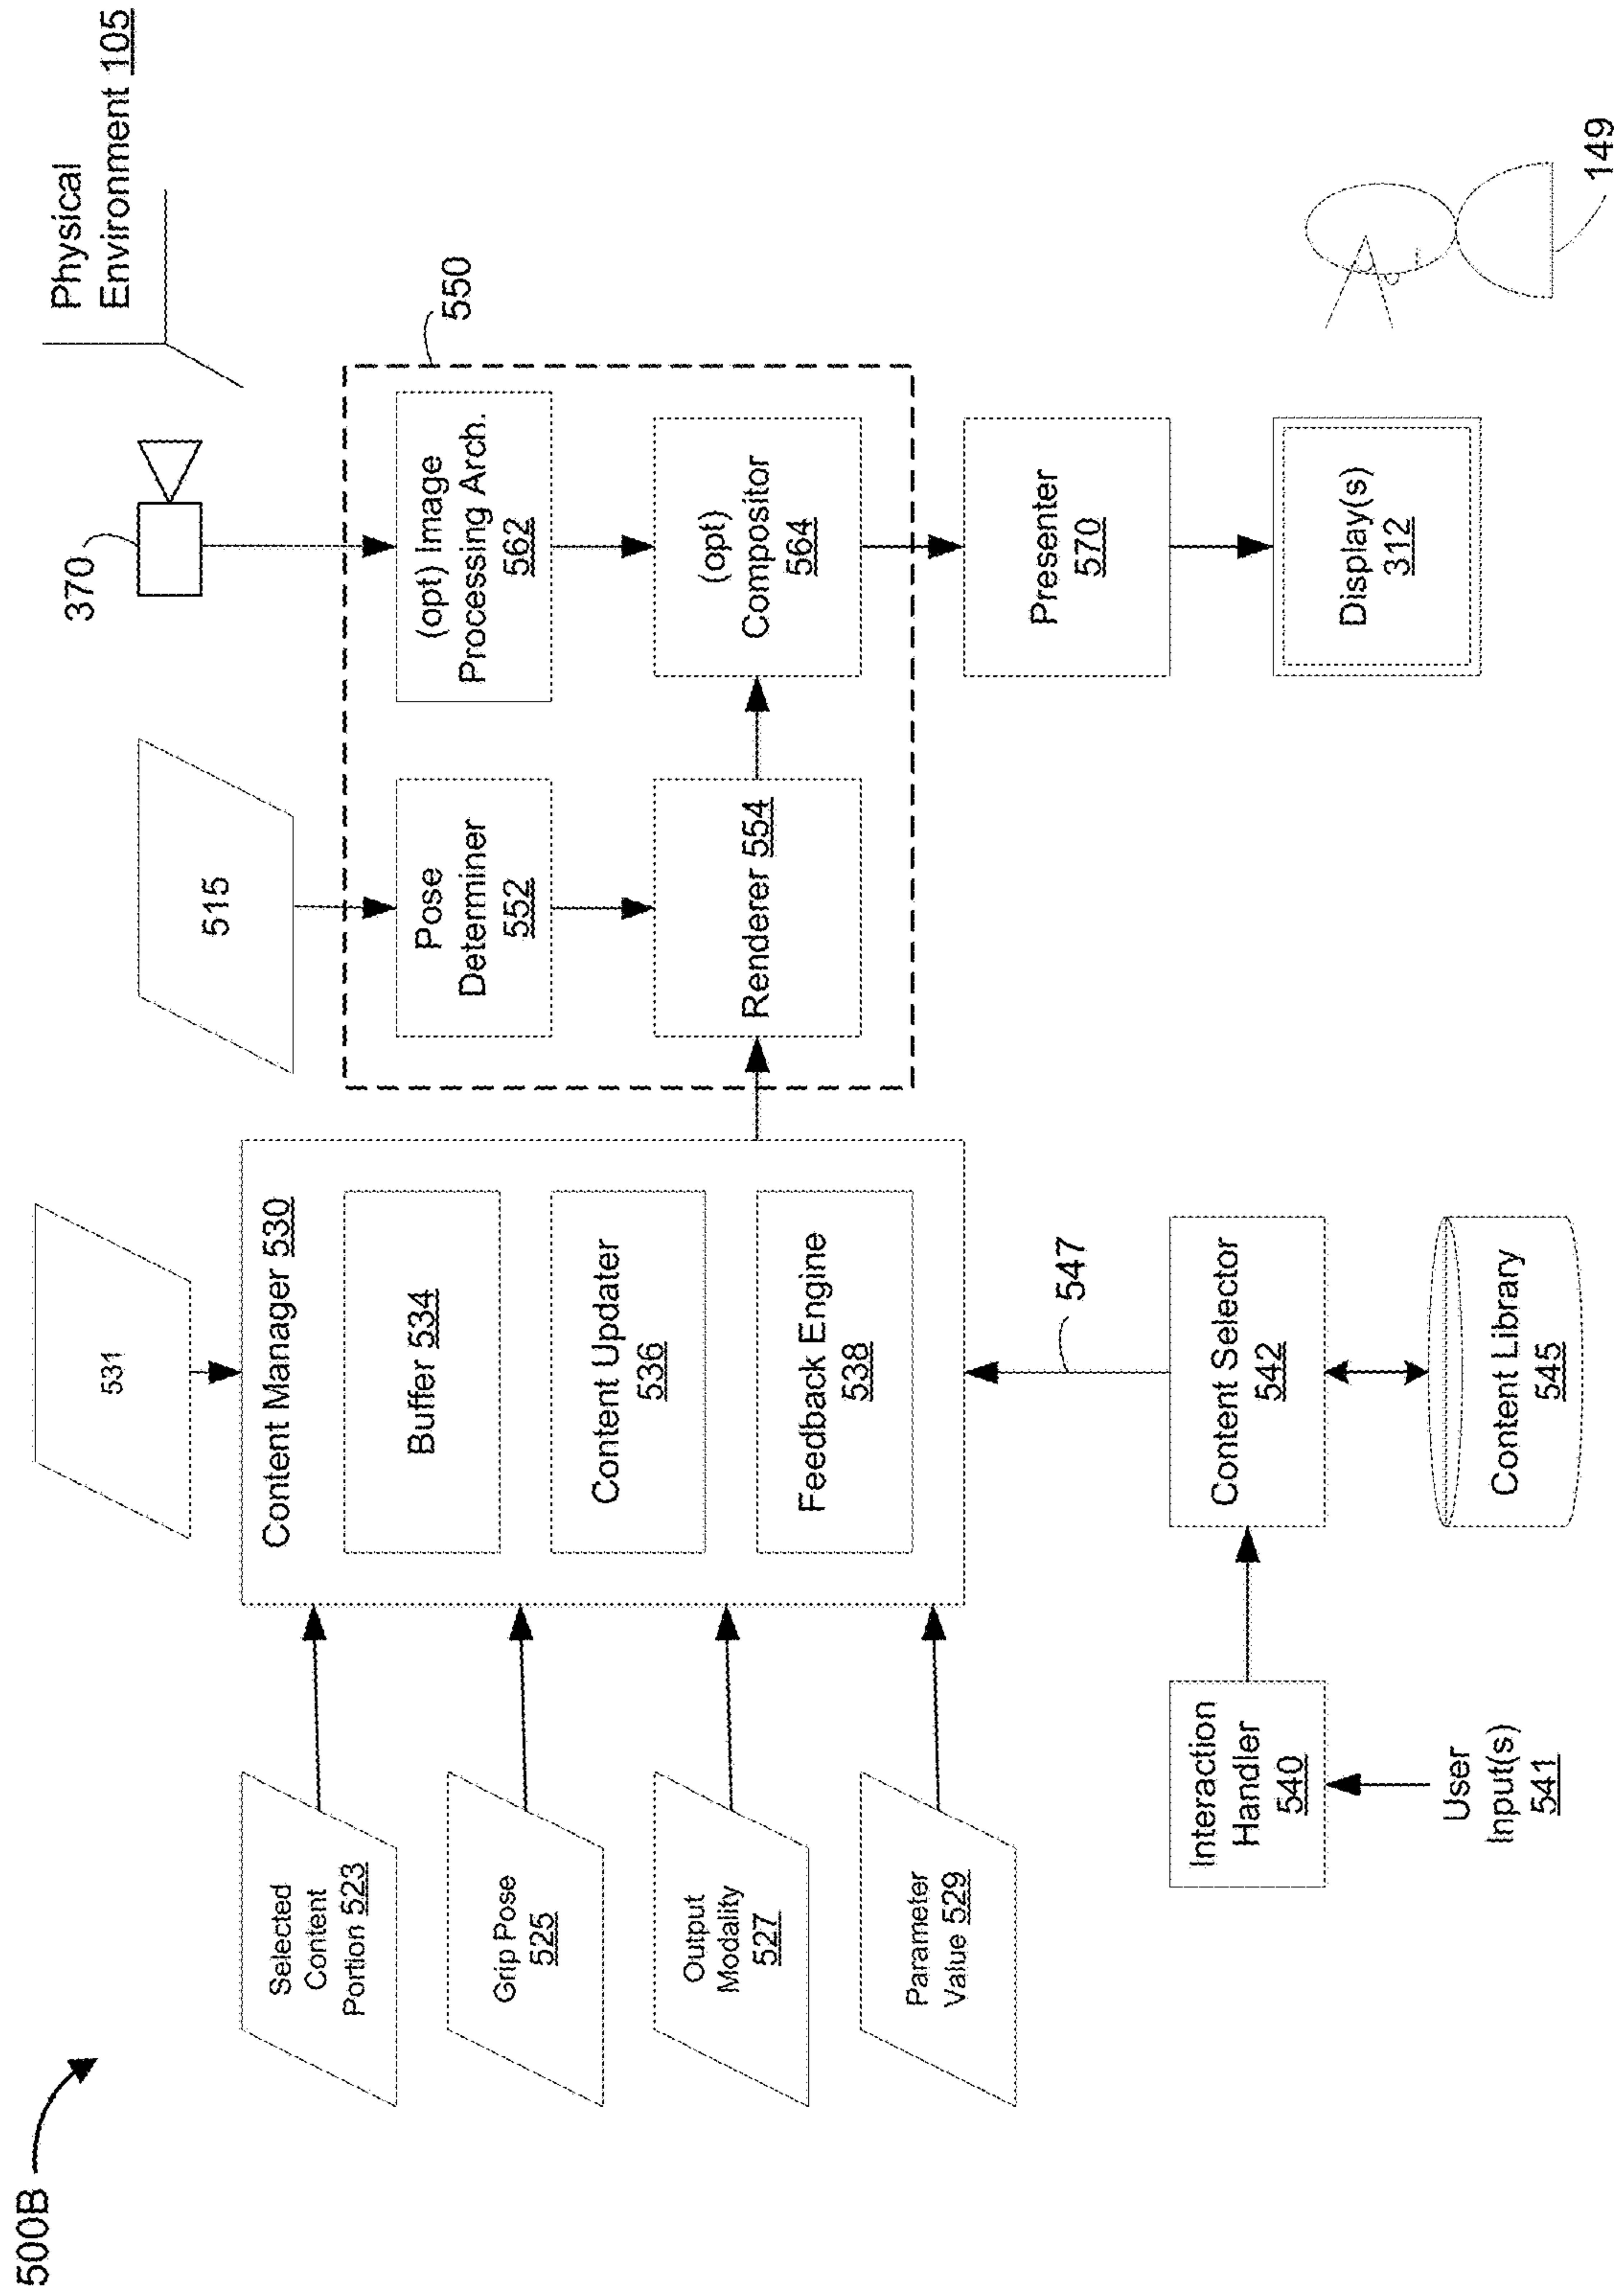 500B
Selected
Content
Portion 523
Grip Pose
525
Output
Modality
527
Parameter
Value 529
531
Content Manager 530
Buffer 534
Content Updater
536
Feedback Engine
538
547
Interaction
Handler
540
User
Input(s)
541
Content Selector
542
Content Library
545
515
370
Physical
Environment 105
550
Pose
Determiner
552
(opt) Image
Processing Arch.
562
Renderer 554
(opt)
Compositor
564
Presenter
570
Display(s)
312
149